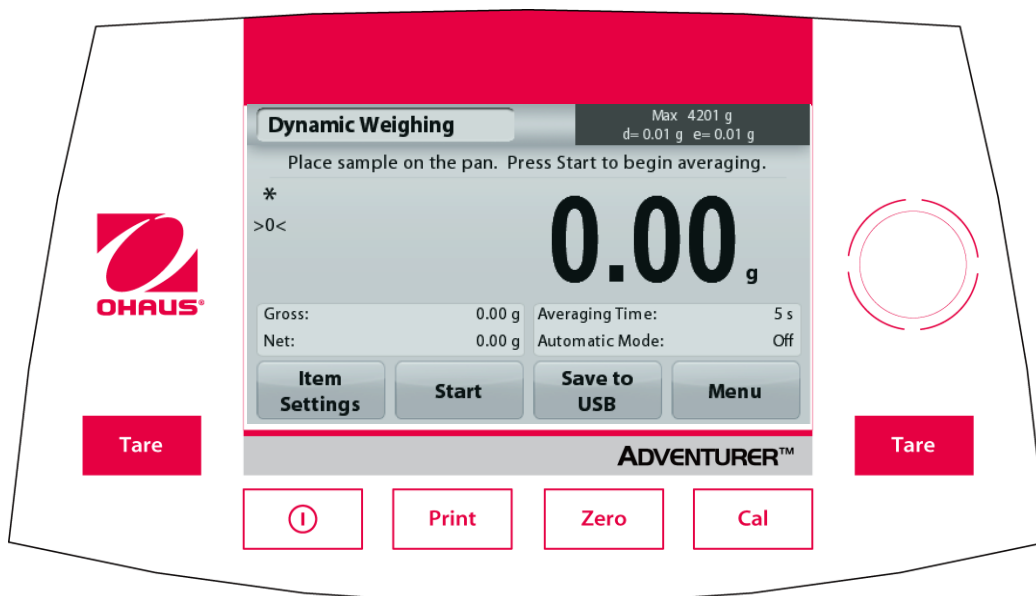 Dynamic Weighing
Max 4201 g
d= 0.01 g e= 0.01 g
Place sample on the pan. Press Start to begin averaging.
*
>0<
0.00 g
OHAUS®
Gross: 0.00 g Averaging Time: 5 s
Net: 0.00 g Automatic Mode: Off
Item Settings
Start
Save to USB
Menu
Tare
ADVENTURER™
Tare
Print
Zero
Cal